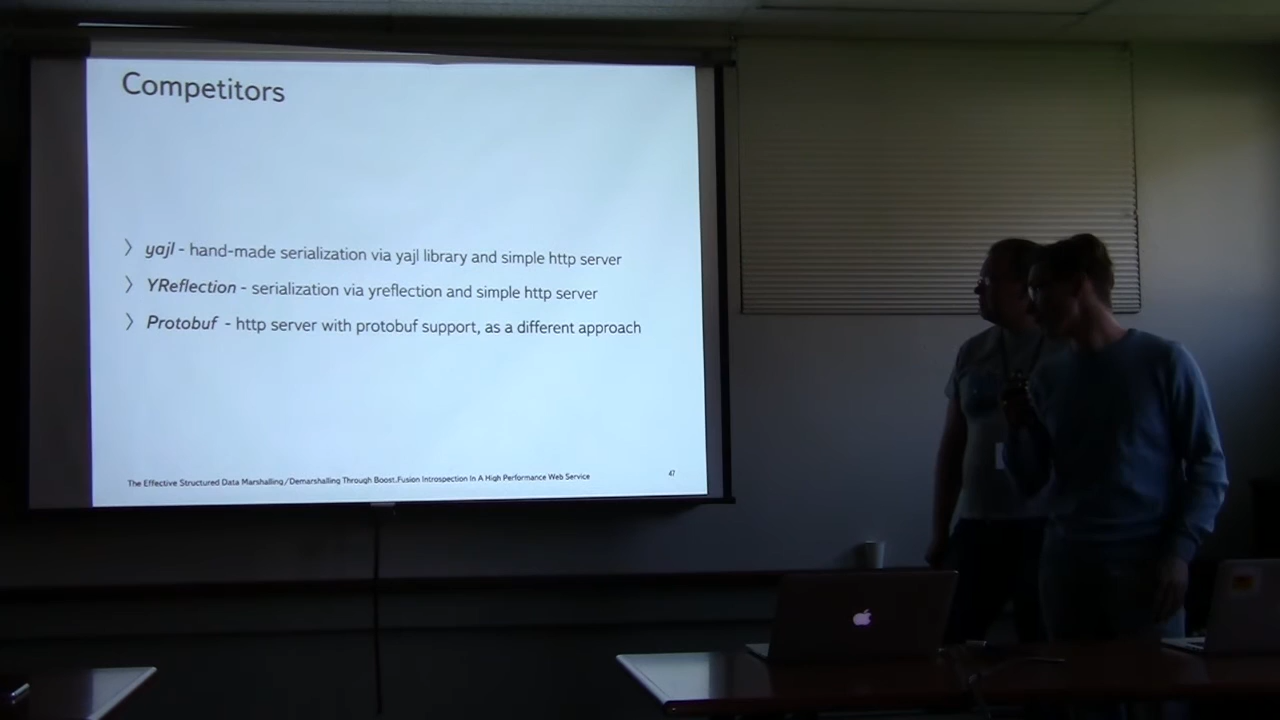 Competitors
〉 yajl - hand-made serialization via yajl library and simple http server
〉 YReflection - serialization via yreflection and simple http server
〉 Protobuf - http server with protobuf support, as a different approach
The Effective Structured Data Marshalling/Demarshalling Through Boost.Fusion Introspection In A High Performance Web Service
47